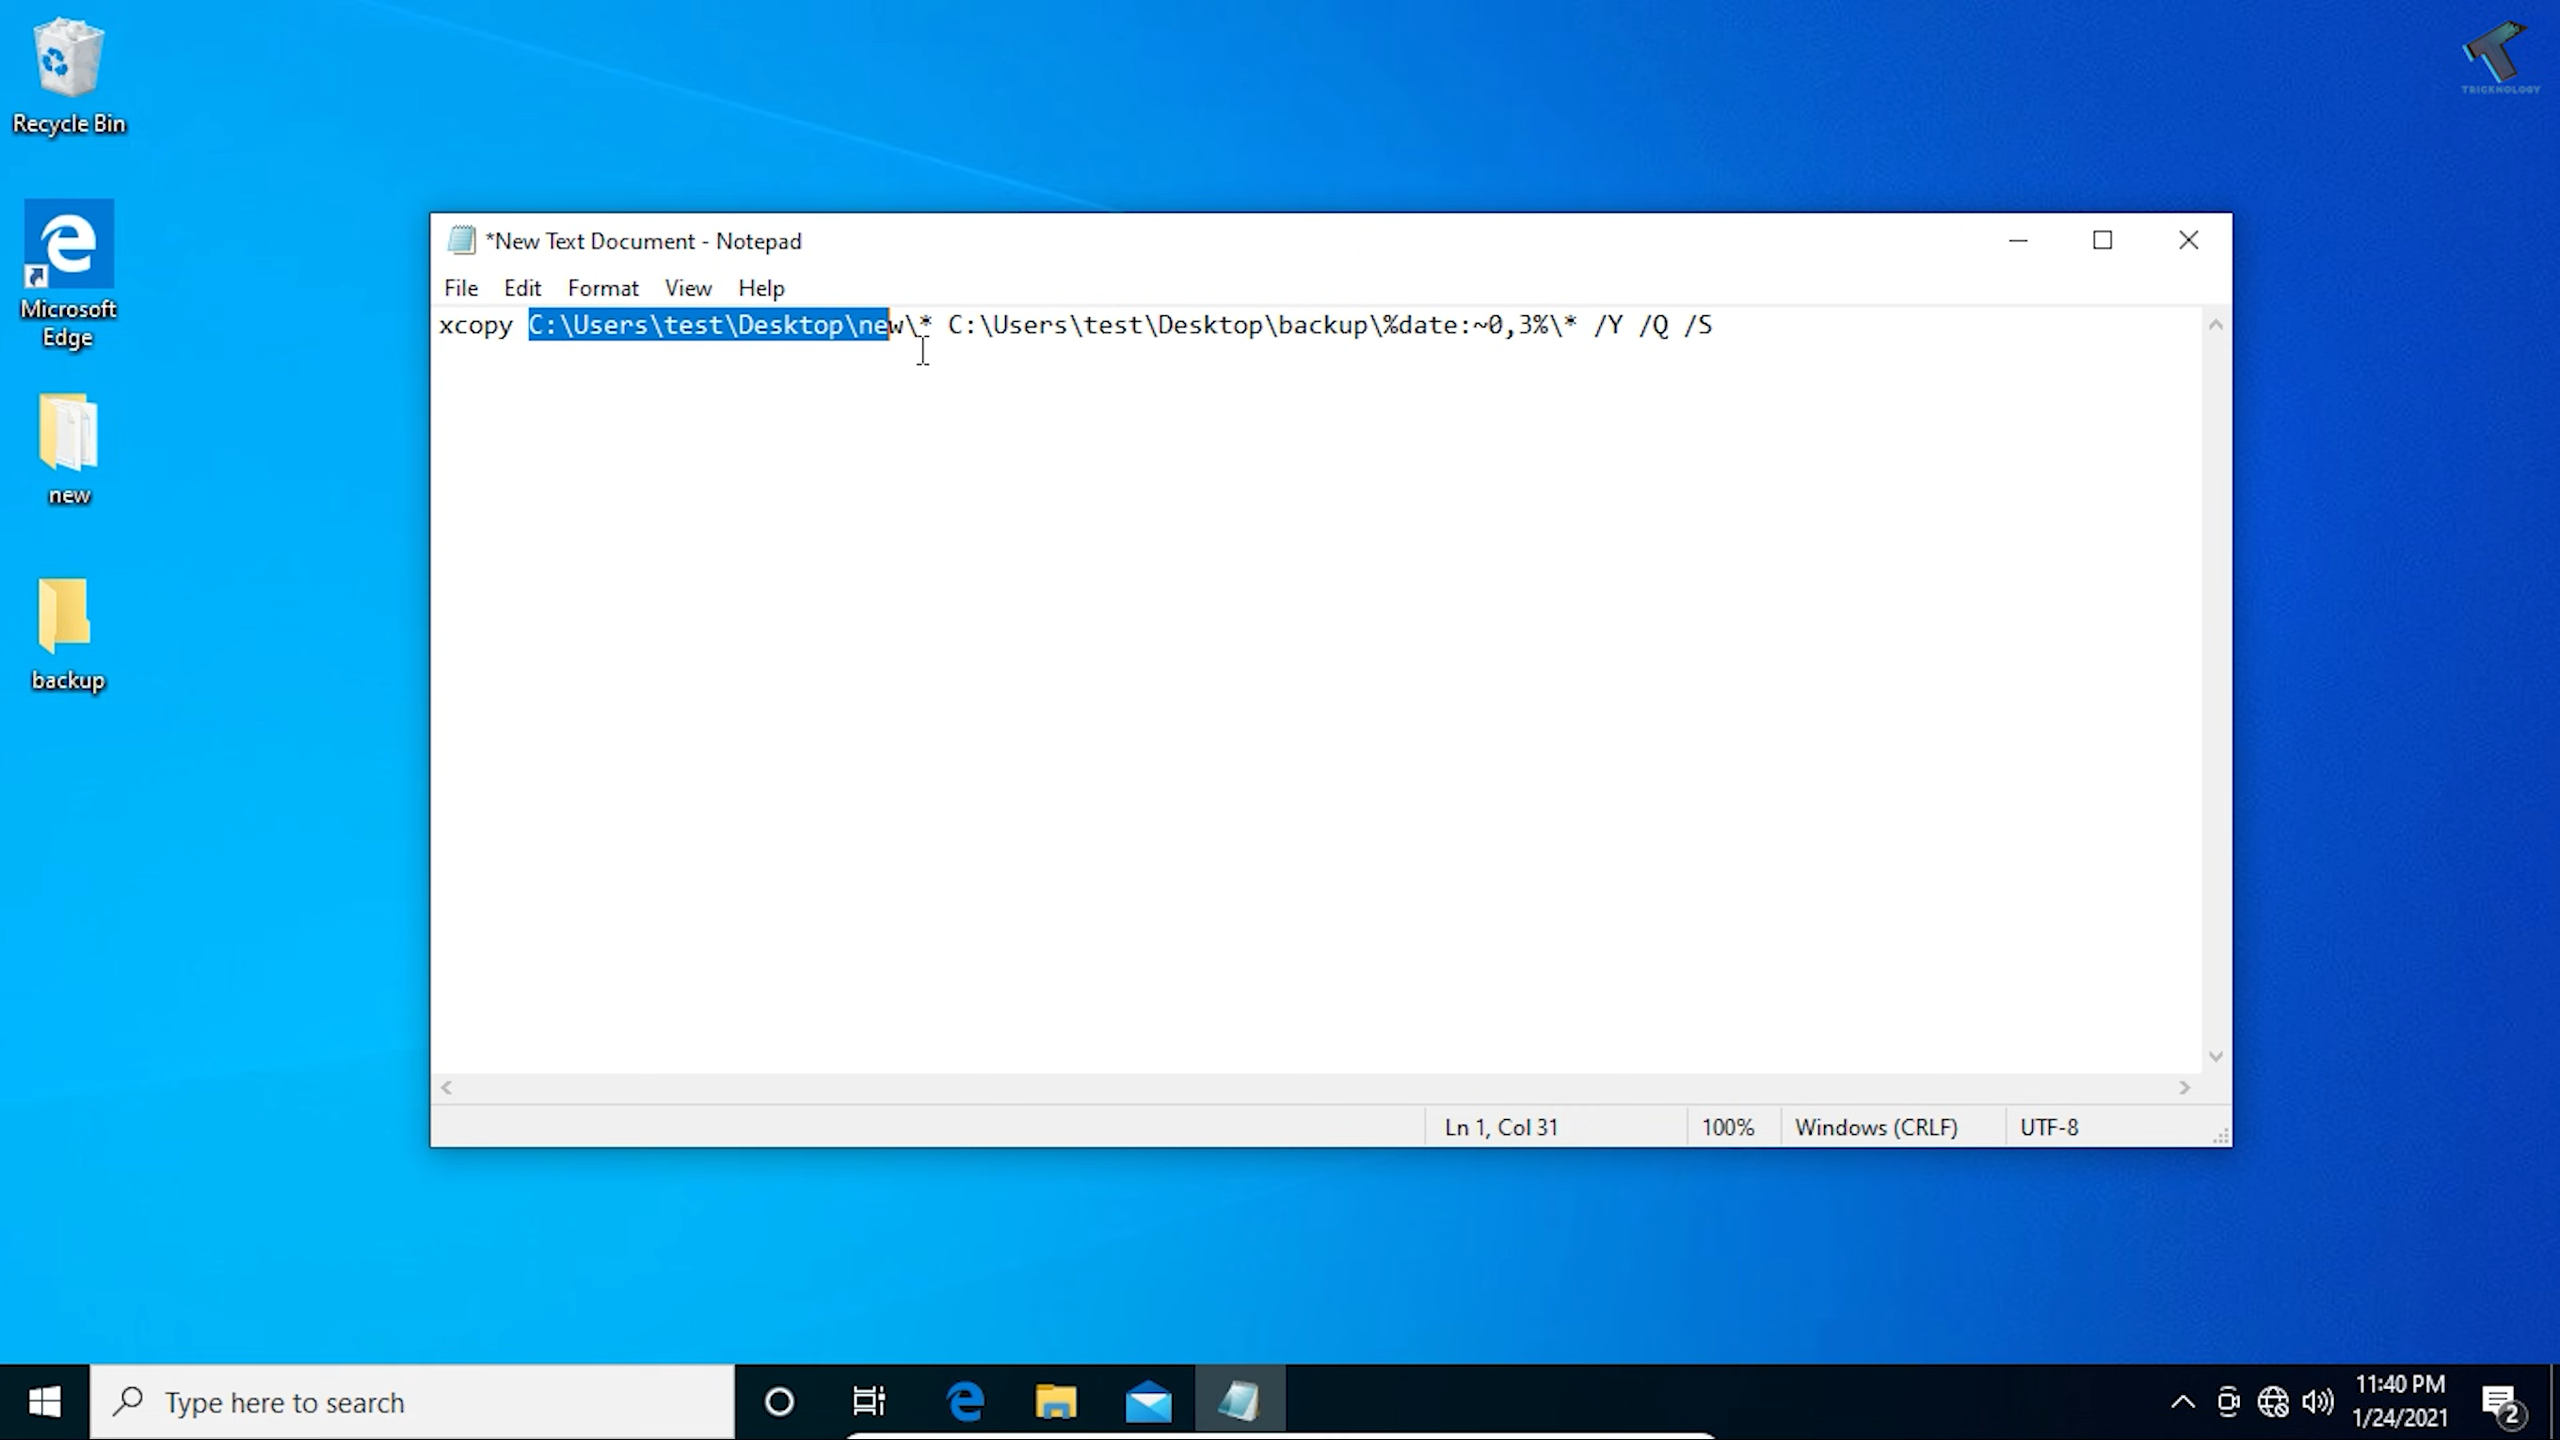 Recycle Bin
TRICKNOLOGY
Microsoft
Edge
new
backup
*New Text Document - Notepad
File Edit Format View Help
xcopy C:\Users\test\Desktop\new\* C:\Users\test\Desktop\backup\%date:~0,3%\* /Y /Q /S
Ln 1, Col 31 100% Windows (CRLF) UTF-8
Type here to search
11:40 PM
1/24/2021
2